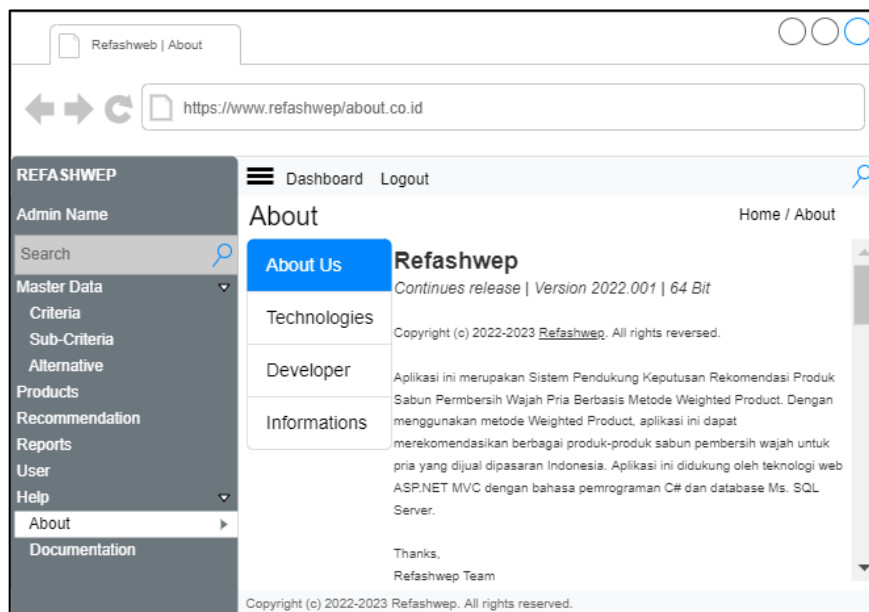 Refashweb | About
https://www.refashwep/about.co.id
REFASHWEP
Admin Name
Search
Master Data
Criteria
Sub-Criteria
Alternative
Products
Recommendation
Reports
User
Help
About
Documentation
Dashboard Logout
About
Home / About
About Us
Technologies
Developer
Informations
Refashwep
Continues release | Version 2022.001 | 64 Bit
Copyright (c) 2022-2023 Refashwep. All rights reversed.
Aplikasi ini merupakan Sistem Pendukung Keputusan Rekomendasi Produk
Sabun Permbersih Wajah Pria Berbasis Metode Weighted Product. Dengan
menggunakan metode Weighted Product, aplikasi ini dapat
merekomendasikan berbagai produk-produk sabun pembersih wajah untuk
pria yang dijual dipasaran Indonesia. Aplikasi ini didukung oleh teknologi web
ASP.NET MVC dengan bahasa pemrograman C# dan database Ms. SQL
Server.
Thanks,
Refashwep Team
Copyright (c) 2022-2023 Refashwep. All rights reserved.